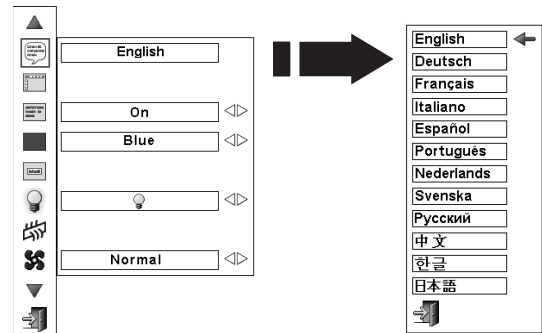 English
On
Blue
Normal
English
Deutsch
Français
Italiano
Español
Português
Nederlands
Svenska
Русский
中文
한글
日本語